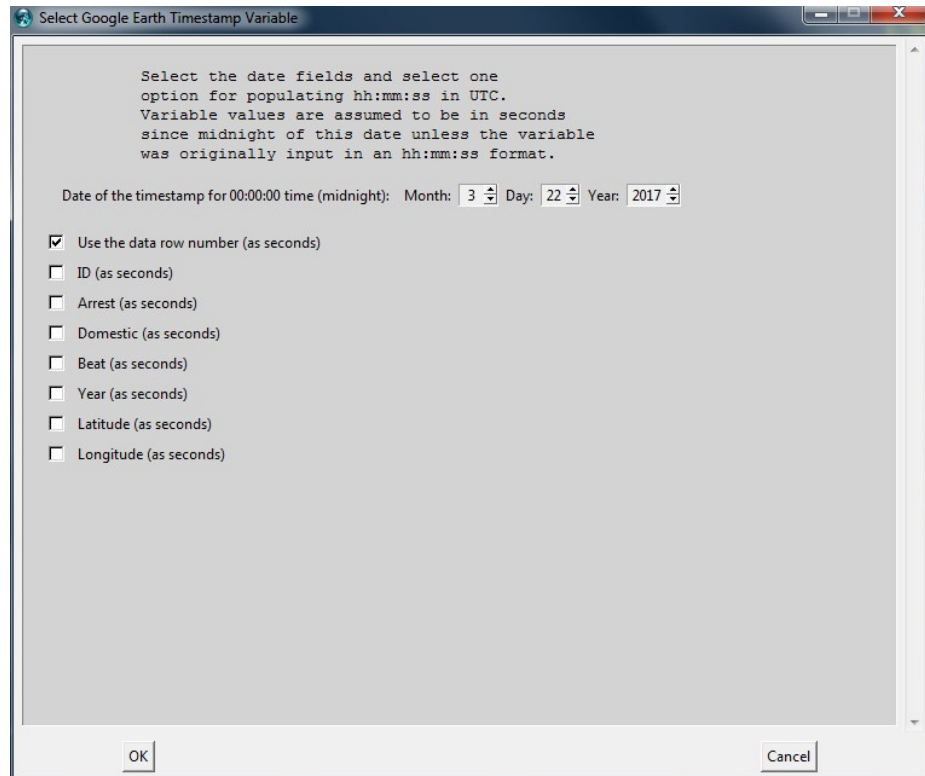 Select Google Earth Timestamp Variable
Select the date fields and select one
option for populating hh:mm:ss in UTC.
Variable values are assumed to be in seconds
since midnight of this date unless the variable
was originally input in an hh:mm:ss format.
Date of the timestamp for 00:00:00 time (midnight): Month: 3 Day: 22 Year: 2017
Use the data row number (as seconds)
ID (as seconds)
Arrest (as seconds)
Domestic (as seconds)
Beat (as seconds)
Year (as seconds)
Latitude (as seconds)
Longitude (as seconds)
OK Cancel